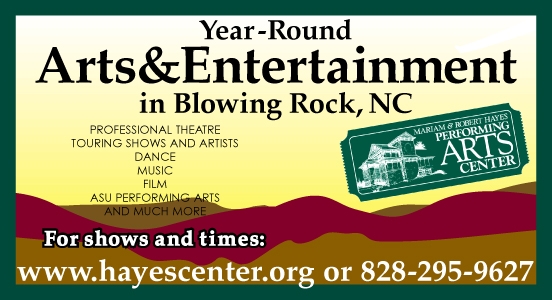 Year-Round
Arts&Entertainment
in Blowing Rock, NC
PROFESSIONAL THEATRE
TOURING SHOWS AND ARTISTS
DANCE
MUSIC
FILM
ASU PERFORMING ARTS
AND MUCH MORE
MARIAM & ROBERT HAYES
PERFORMING
ARTS
CENTER
For shows and times:
www.hayescenter.org or 828-295-9627